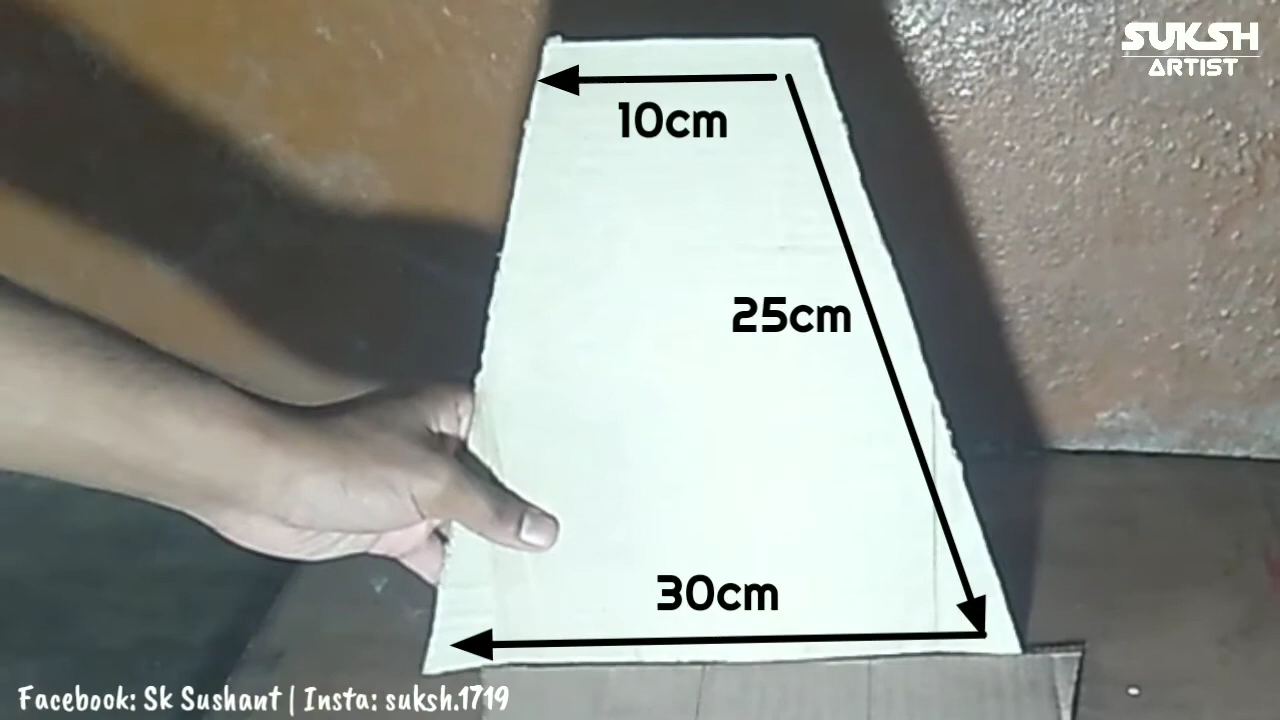 SUKSH
ARTIST
10cm
25cm
30cm
Facebook: Sk Sushant | Insta: suksh.1719